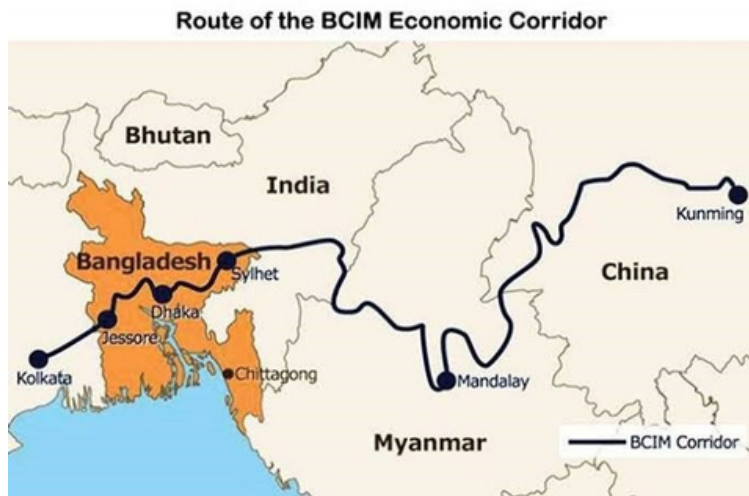 Route of the BCIM Economic Corridor
Bhutan
India
Kunming
Bangladesh
Sylhet
China
Dhaka
Jessore
Kolkata
Chittagong
Mandalay
Myanmar
BCIM Corridor